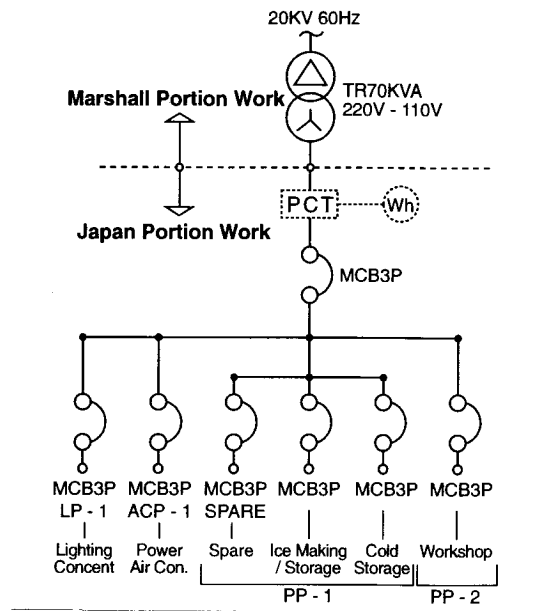 20KV 60Hz
TR70KVA
220V - 110V
Marshall Portion Work
PCT
Wh
Japan Portion Work
MCB3P
MCB3P MCB3P MCB3P MCB3P MCB3P MCB3P
LP - 1 ACP - 1 SPARE
Lighting Power Spare Ice Making Cold Workshop
Concent Air Con. / Storage Storage
PP - 1 PP - 2